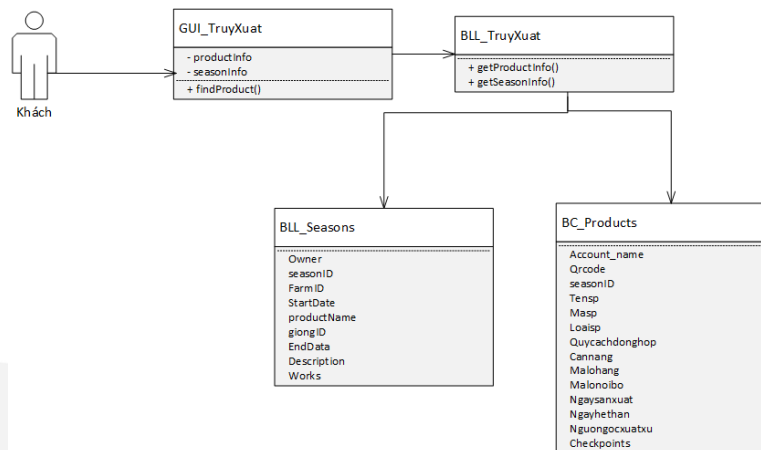 Khách
GUI_TruyXuat
- productInfo
- seasonInfo
+ findProduct()
BLL_TruyXuat
+ getProductInfo()
+ getSeasonInfo()
BLL_Seasons
Owner
seasonID
FarmID
StartDate
productName
giongID
EndData
Description
Works
BC_Products
Account_name
Qrcode
seasonID
Tensp
Masp
Loaisp
Quycachdonghop
Cannang
Malohang
Malonoibo
Ngaysanxuat
Ngayhethan
Nguongocxuatxu
Checkpoints